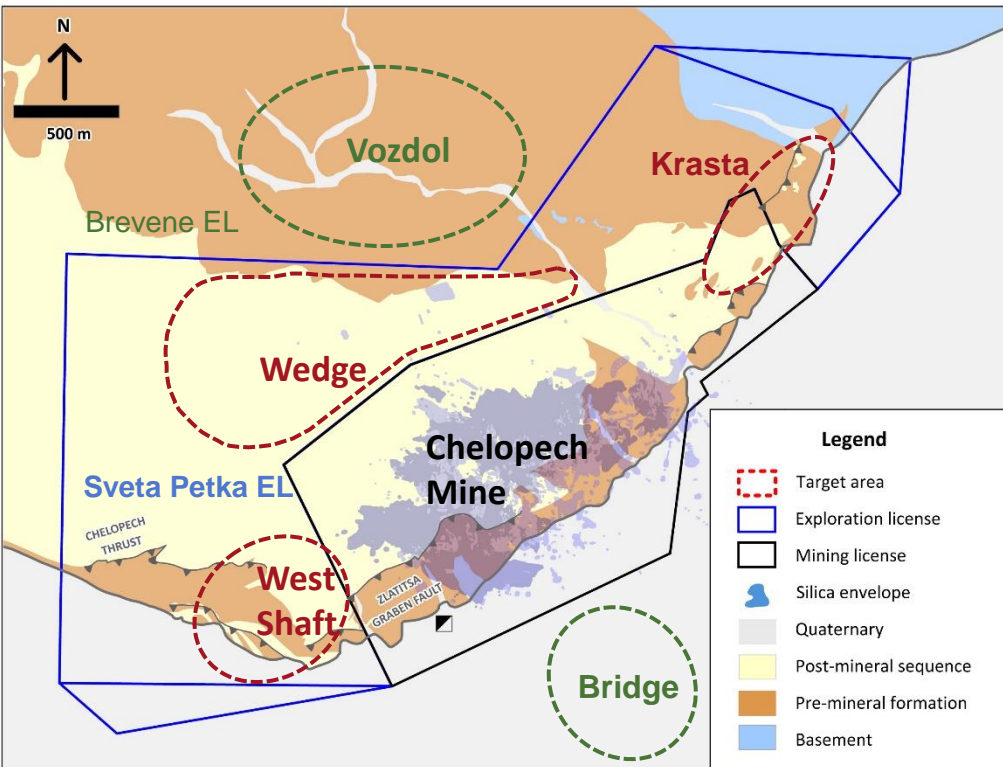 N
500 m
Vozdol
Krasta
Brevene EL
Wedge
Chelopech
Mine
Sveta Petka EL
CHELOPECH
THRUST
West
Shaft
ZLATITSA
GRABEN FAULT
Bridge
Legend
Target area
Exploration license
Mining license
Silica envelope
Quaternary
Post-mineral sequence
Pre-mineral formation
Basement